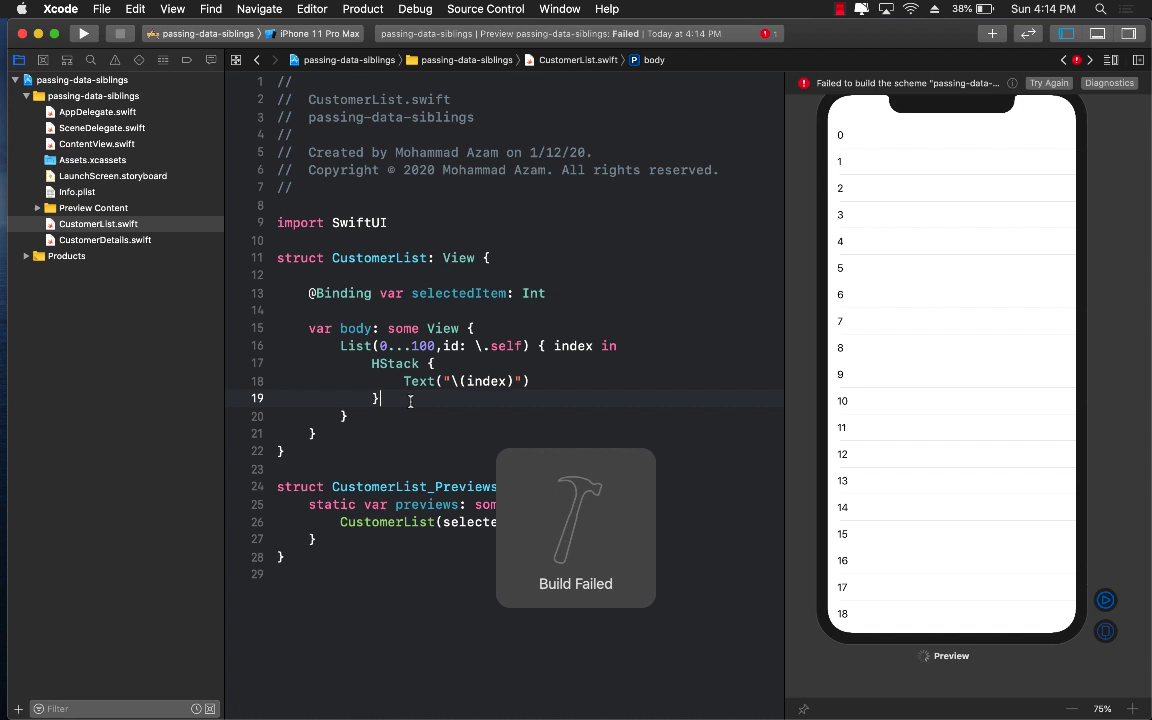 Xcode File Edit View Find Navigate Editor Product Debug Source Control Window Help 38% Sun 4:14 PM
passing-data-siblings iPhone 11 Pro Max passing-data-siblings | Preview passing-data-siblings: Failed | Today at 4:14 PM 1
passing-data-siblings passing-data-siblings CustomerList.swift P body
passing-data-siblings
passing-data-siblings
AppDelegate.swift
SceneDelegate.swift
ContentView.swift
Assets.xcassets
LaunchScreen.storyboard
Info.plist
Preview Content
CustomerList.swift
CustomerDetails.swift
Products
Filter
1 //
2 // CustomerList.swift
3 // passing-data-siblings
4 //
5 // Created by Mohammad Azam on 1/12/20.
6 // Copyright © 2020 Mohammad Azam. All rights reserved.
7 //
8
9 import SwiftUI
10
11 struct CustomerList: View {
12
13 @Binding var selectedItem: Int
14
15 var body: some View {
16 List(0...100,id: \.self) { index in
17 HStack {
18 Text("\(index)")
19 }
20 }
21 }
22 }
23
24 struct CustomerList_Previews
25 static var previews: som
26 CustomerList(selecte
27 }
28 }
29
Build Failed
Failed to build the scheme "passing-data-... Try Again Diagnostics
0
1
2
3
4
5
6
7
8
9
10
11
12
13
14
15
16
17
18
Preview
75%